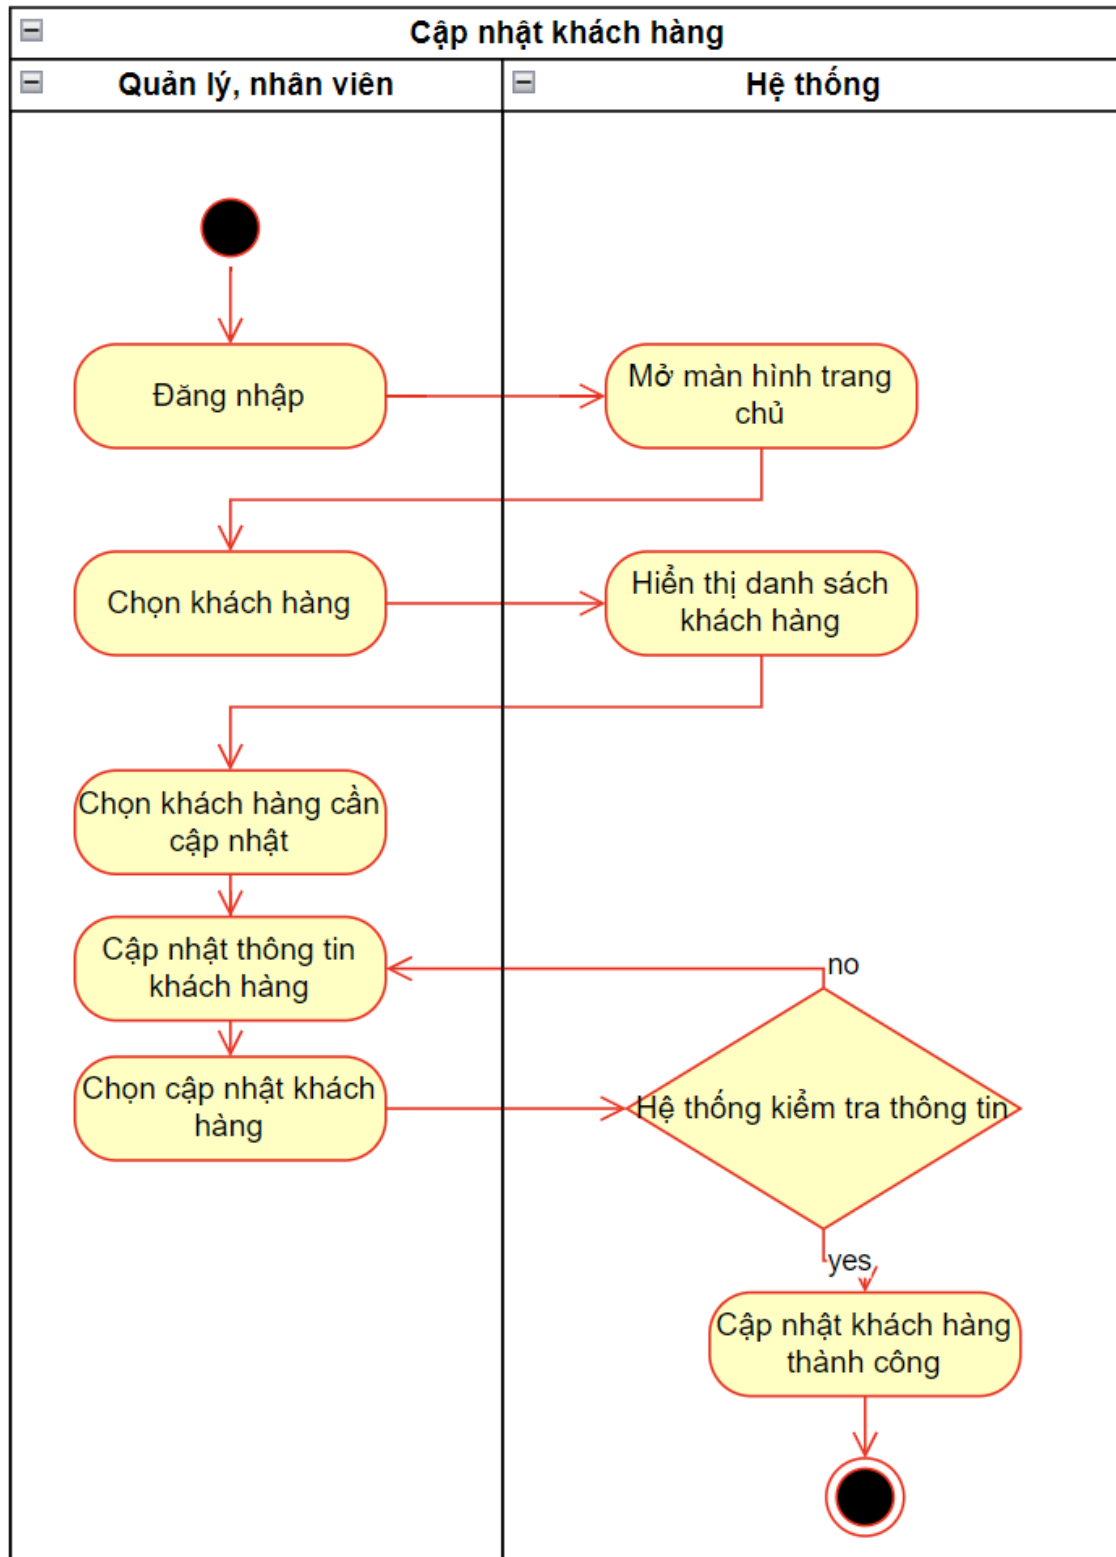 Cập nhật khách hàng
Quản lý, nhân viên
Hệ thống
Đăng nhập
Mở màn hình trang
chủ
Chọn khách hàng
Hiển thị danh sách
khách hàng
Chọn khách hàng cần
cập nhật
Cập nhật thông tin
khách hàng
no
Chọn cập nhật khách
hàng
Hệ thống kiểm tra thông tin
yes
Cập nhật khách hàng
thành công